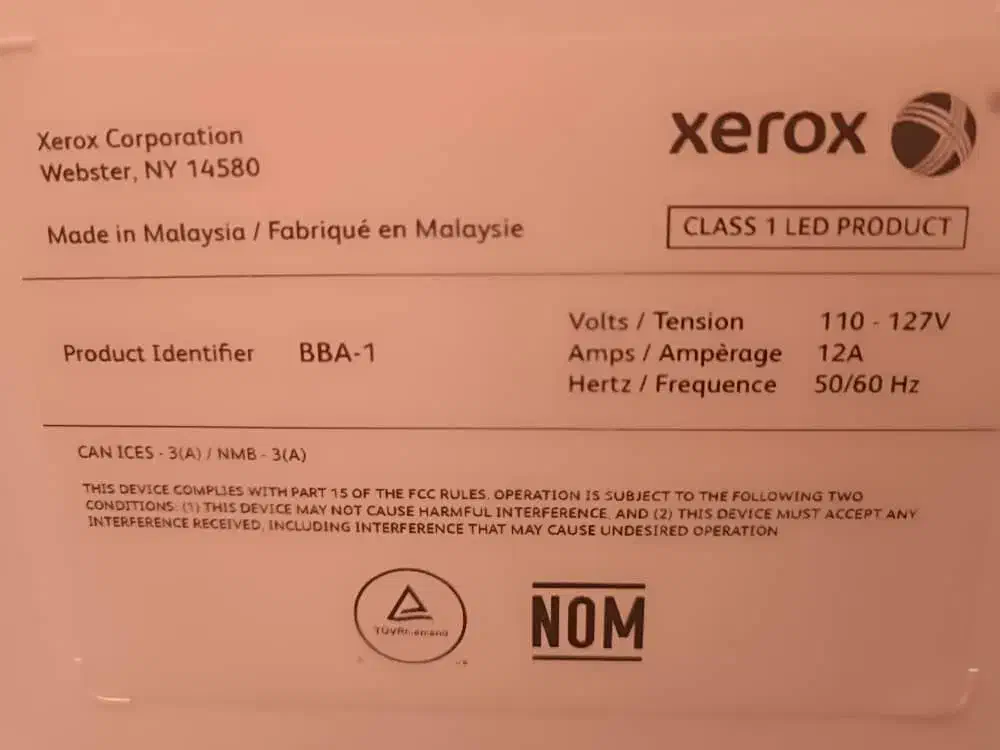 Xerox Corporation
Webster, NY 14580
xerox
Made in Malaysia / Fabriqué en Malaysie
CLASS 1 LED PRODUCT
Product Identifier BBA-1
Volts / Tension 110 - 127V
Amps / Ampèrage 12A
Hertz / Frequence 50/60 Hz
CAN ICES - 3(A) / NMB - 3(A)
THIS DEVICE COMPLIES WITH PART 15 OF THE FCC RULES. OPERATION IS SUBJECT TO THE FOLLOWING TWO
CONDITIONS: (1) THIS DEVICE MAY NOT CAUSE HARMFUL INTERFERENCE, AND (2) THIS DEVICE MUST ACCEPT ANY
INTERFERENCE RECEIVED, INCLUDING INTERFERENCE THAT MAY CAUSE UNDESIRED OPERATION
TÜVRheinland
NOM